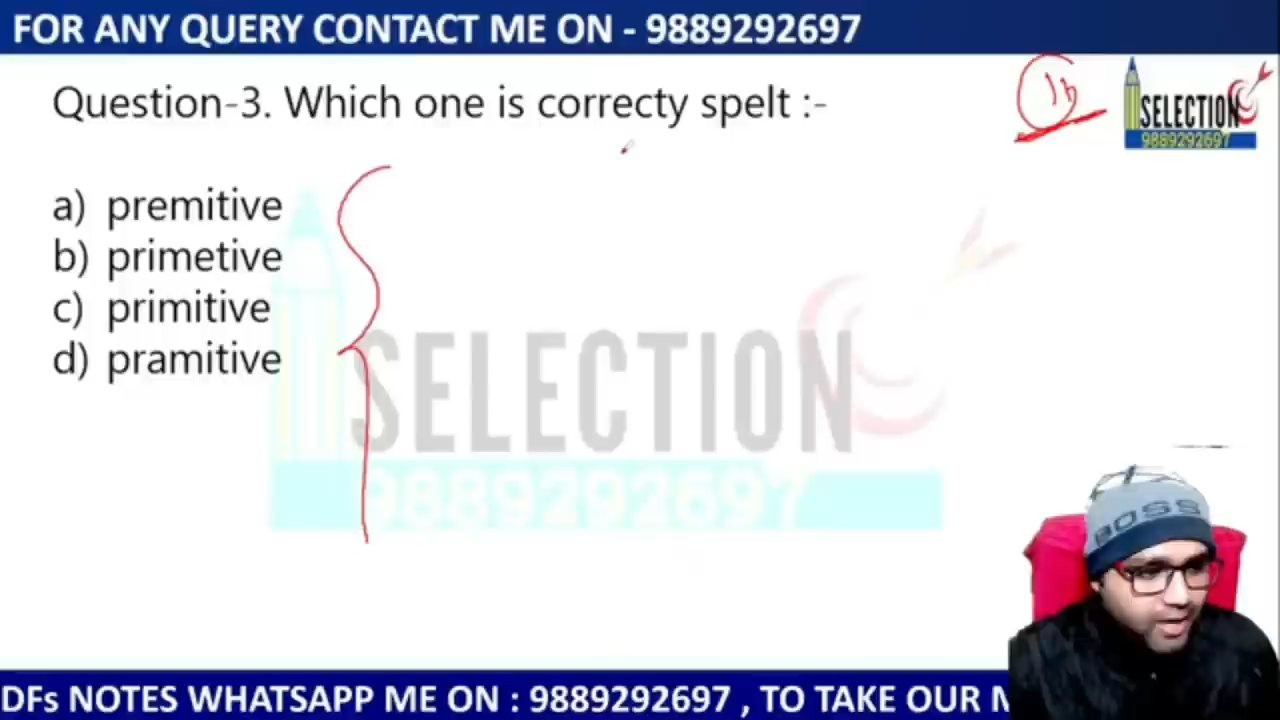 FOR ANY QUERY CONTACT ME ON - 9889292697
Question-3. Which one is correcty spelt :-
SELECTION
9889292697
a) premitive
b) primetive
c) primitive
d) pramitive
SELECTION
9889292697
BOSS
DFs NOTES WHATSAPP ME ON : 9889292697 , TO TAKE OUR M